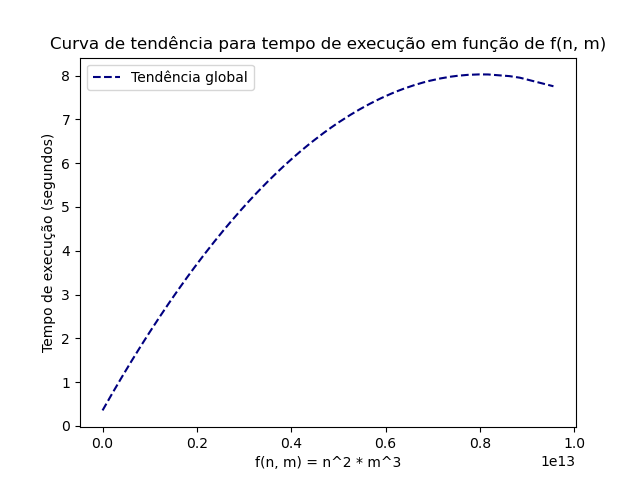 Curva de tendência para tempo de execução em função de f(n, m)
Tendência global
8
7
6
5
4
3
2
1
0
Tempo de execução (segundos)
0.0 0.2 0.4 0.6 0.8 1.0
1e13
f(n, m) = n^2 * m^3